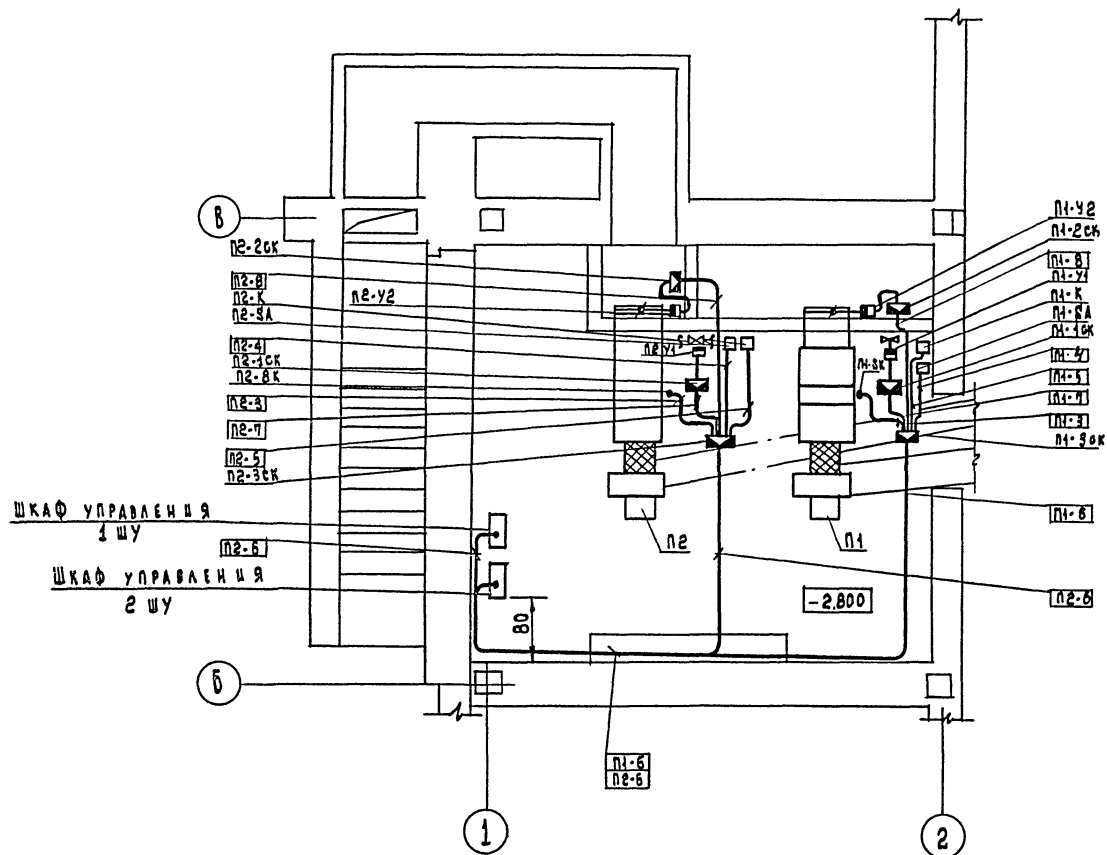 В
П2-2СК
П2-8
П2-К
П2-SA
П2-4
П2-1СК
П2-ВК
П2-3
П2-7
П2-5
П2-3СК
П2-У2
П2-У1
П1-У2
П1-2СК
П1-8
П1-У1
П1-К
П1-SA
П1-1СК
П1-4
П1-5
П1-7
П1-3
П1-3СК
П1-SK
П1-6
П2-6
ШКАФ УПРАВЛЕНИЯ
1 ШУ
П2-6
ШКАФ УПРАВЛЕНИЯ
2 ШУ
П2
П1
-2,800
80
Б
П1-6
П2-6
1
2